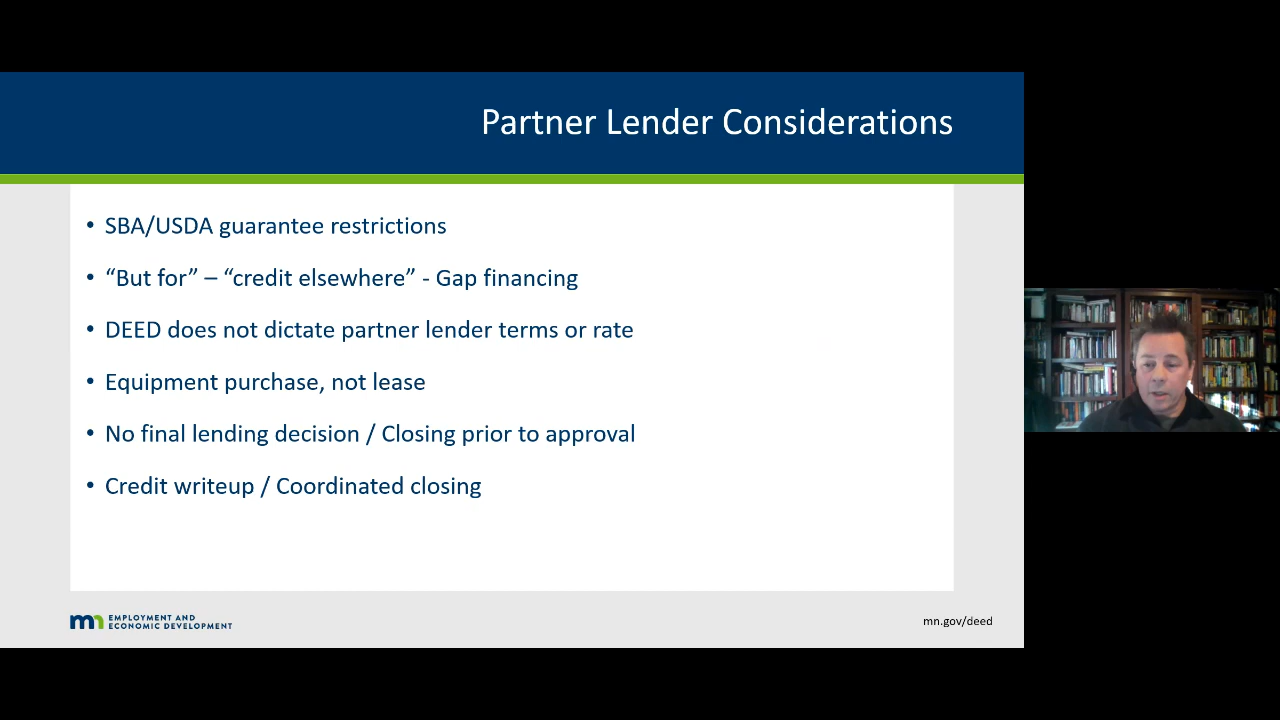 Partner Lender Considerations
• SBA/USDA guarantee restrictions
• “But for” – “credit elsewhere” - Gap financing
• DEED does not dictate partner lender terms or rate
• Equipment purchase, not lease
• No final lending decision / Closing prior to approval
• Credit writeup / Coordinated closing
mn EMPLOYMENT AND
ECONOMIC DEVELOPMENT
mn.gov/deed